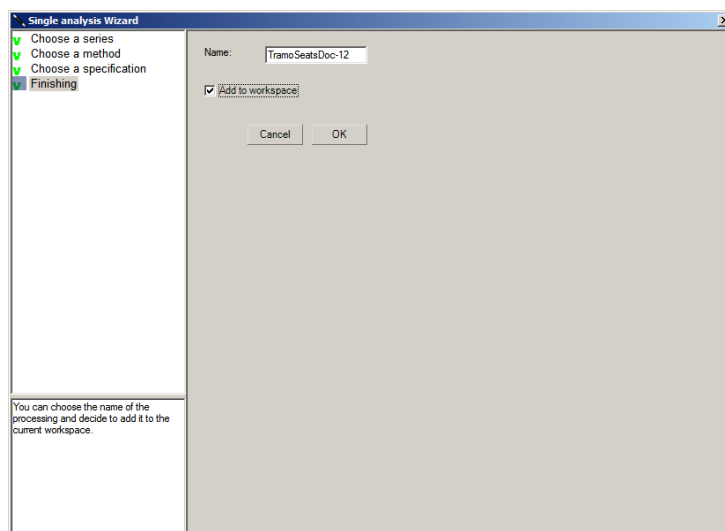 Single analysis Wizard
Choose a series
Choose a method
Choose a specification
Finishing
Name:
TramoSeatsDoc-12
Add to workspace
Cancel
OK
You can choose the name of the
processing and decide to add it to the
current workspace.